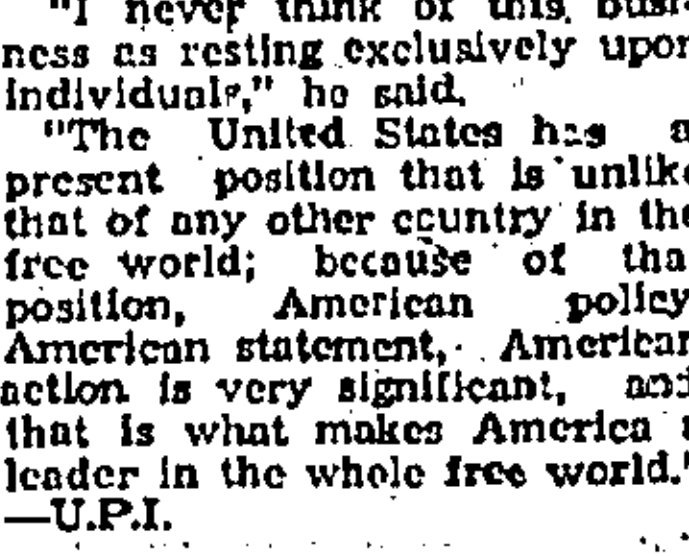 "I never think of this busi-
ness as resting exclusively upon
individuals," he said.
"The United States has a
present position that is unlike
that of any other country in the
free world; because of that
position, American policy,
American statement, American
action is very significant, and
that is what makes America a
leader in the whole free world."
—U.P.I.